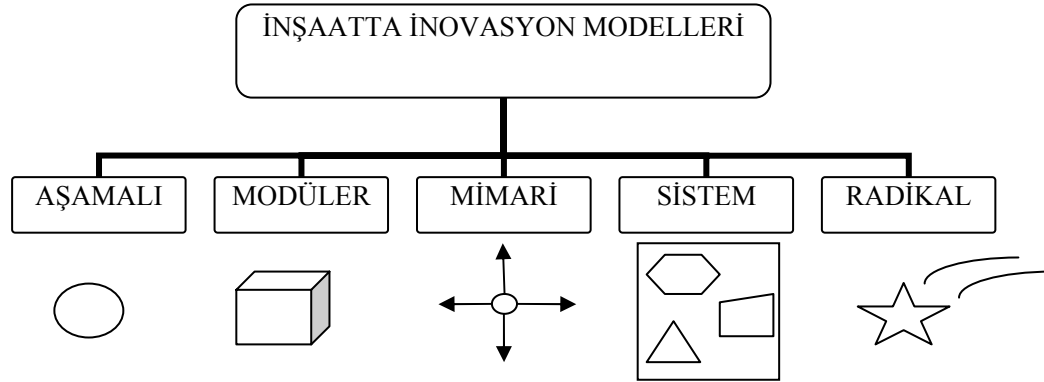 İNŞAATTA İNOVASYON MODELLERİ
AŞAMALI
MODÜLER
MİMARİ
SİSTEM
RADİKAL